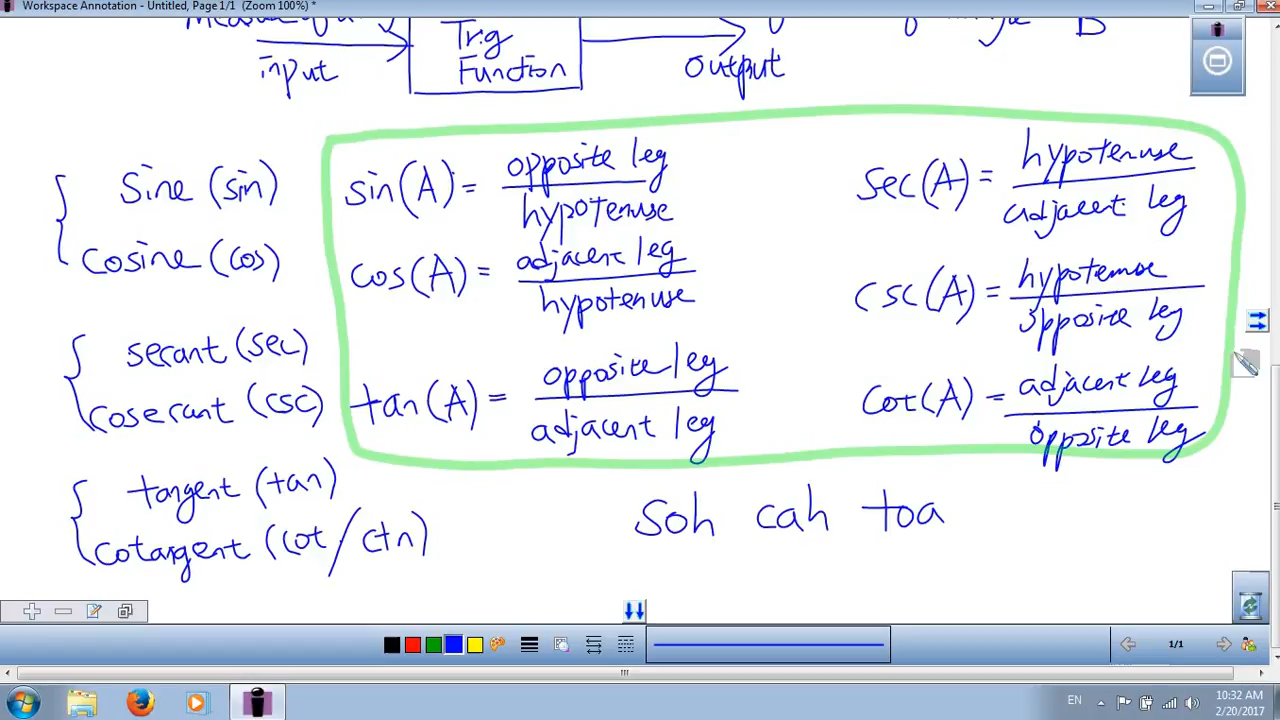 Workspace Annotation - Untitled, Page 1/1 (Zoom 100%) *
Trig
Function
input
output
B
sine (sin)
cosine (cos)
secant (sec)
cosecant (csc)
tangent (tan)
cotangent (cot/ctn)
sin(A) = opposite leg
hypotenuse
cos(A) = adjacent leg
hypotenuse
tan(A) = opposite leg
adjacent leg
sec(A) = hypotenuse
adjacent leg
csc(A) = hypotenuse
opposite leg
cot(A) = adjacent leg
opposite leg
soh cah toa
1/1
EN
10:32 AM
2/20/2017